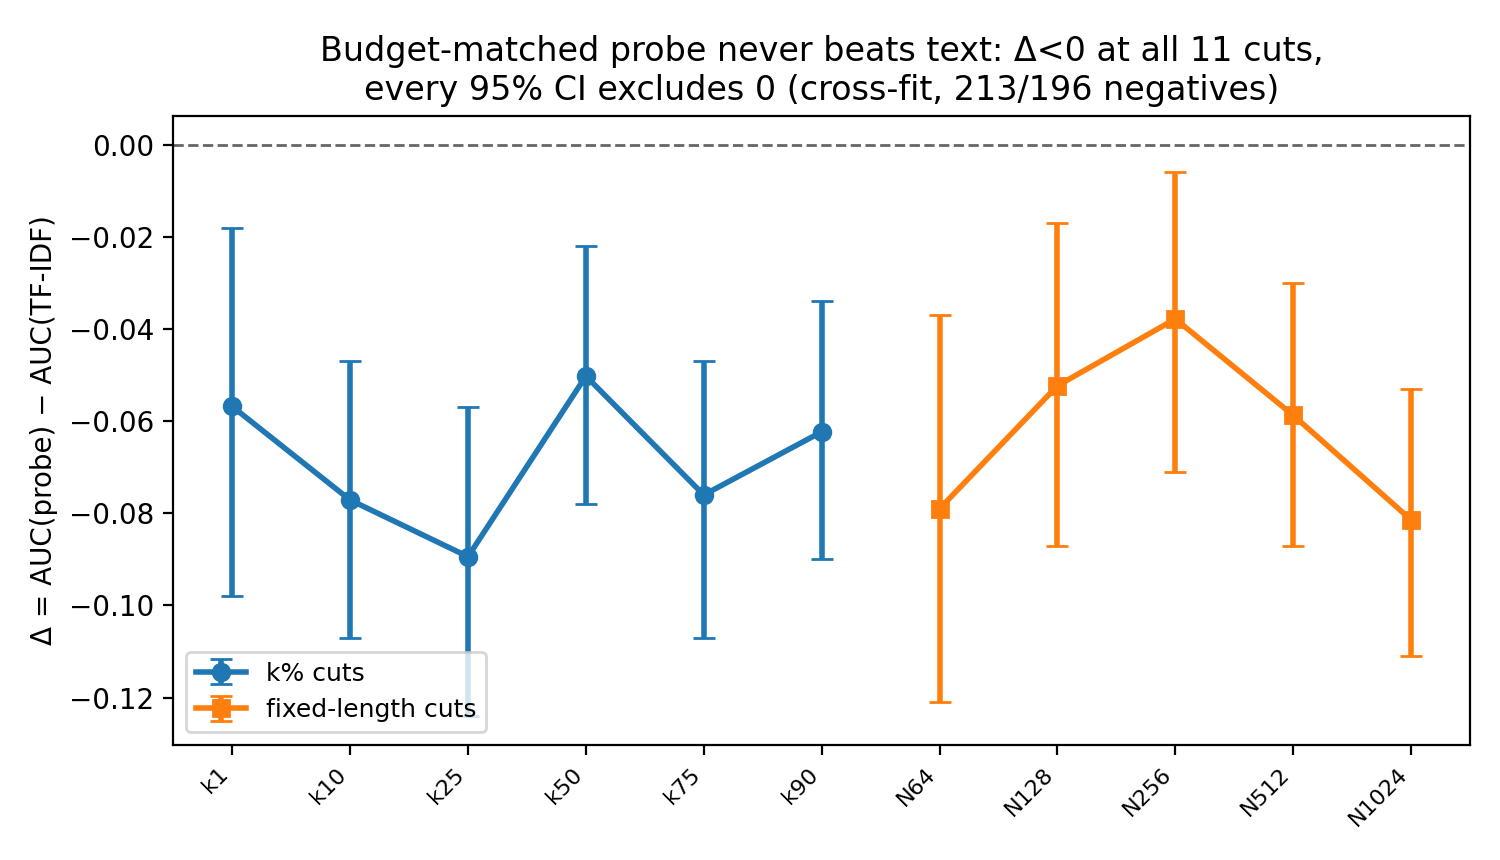 Budget-matched probe never beats text: Δ<0 at all 11 cuts,
every 95% CI excludes 0 (cross-fit, 213/196 negatives)
Δ = AUC(probe) − AUC(TF-IDF)
0.00
−0.02
−0.04
−0.06
−0.08
−0.10
−0.12
k% cuts
fixed-length cuts
k1
k10
k25
k50
k75
k90
N64
N128
N256
N512
N1024